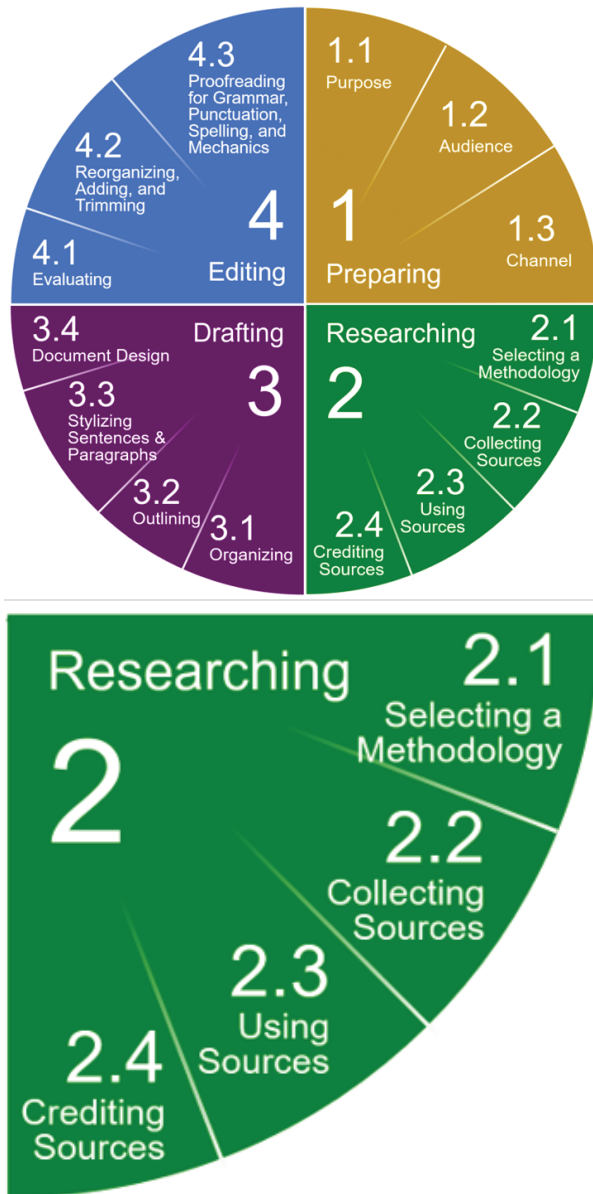 1
Preparing
1.1
Purpose
1.2
Audience
1.3
Channel
Researching
2
2.1
Selecting a
Methodology
2.2
Collecting
Sources
2.3
Using
Sources
2.4
Crediting
Sources
Drafting
3
3.1
Organizing
3.2
Outlining
3.3
Stylizing
Sentences &
Paragraphs
3.4
Document Design
4
Editing
4.1
Evaluating
4.2
Reorganizing,
Adding, and
Trimming
4.3
Proofreading
for Grammar,
Punctuation,
Spelling, and
Mechanics
Researching
2
2.1
Selecting a
Methodology
2.2
Collecting
Sources
2.3
Using
Sources
2.4
Crediting
Sources